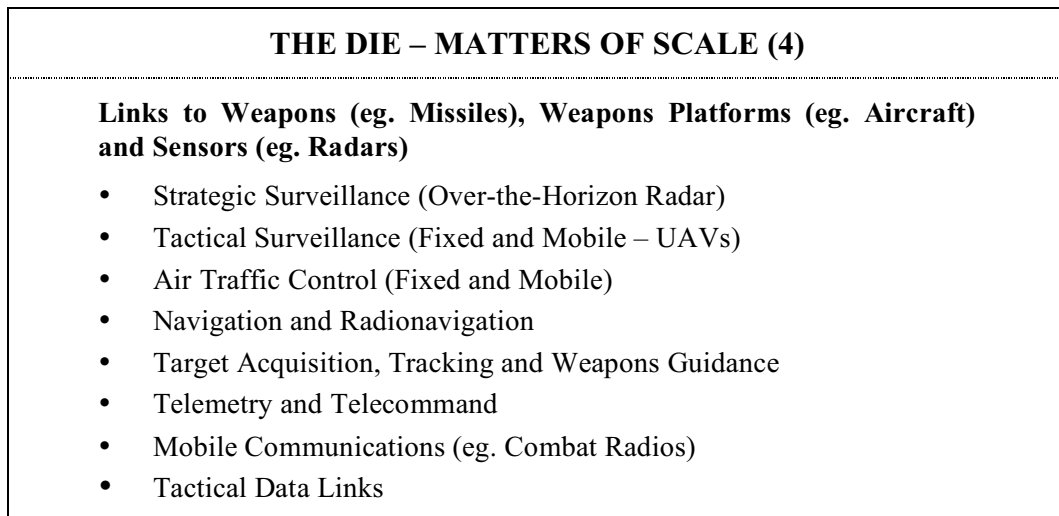 THE DIE – MATTERS OF SCALE (4)
Links to Weapons (eg. Missiles), Weapons Platforms (eg. Aircraft)
and Sensors (eg. Radars)
• Strategic Surveillance (Over-the-Horizon Radar)
• Tactical Surveillance (Fixed and Mobile – UAVs)
• Air Traffic Control (Fixed and Mobile)
• Navigation and Radionavigation
• Target Acquisition, Tracking and Weapons Guidance
• Telemetry and Telecommand
• Mobile Communications (eg. Combat Radios)
• Tactical Data Links